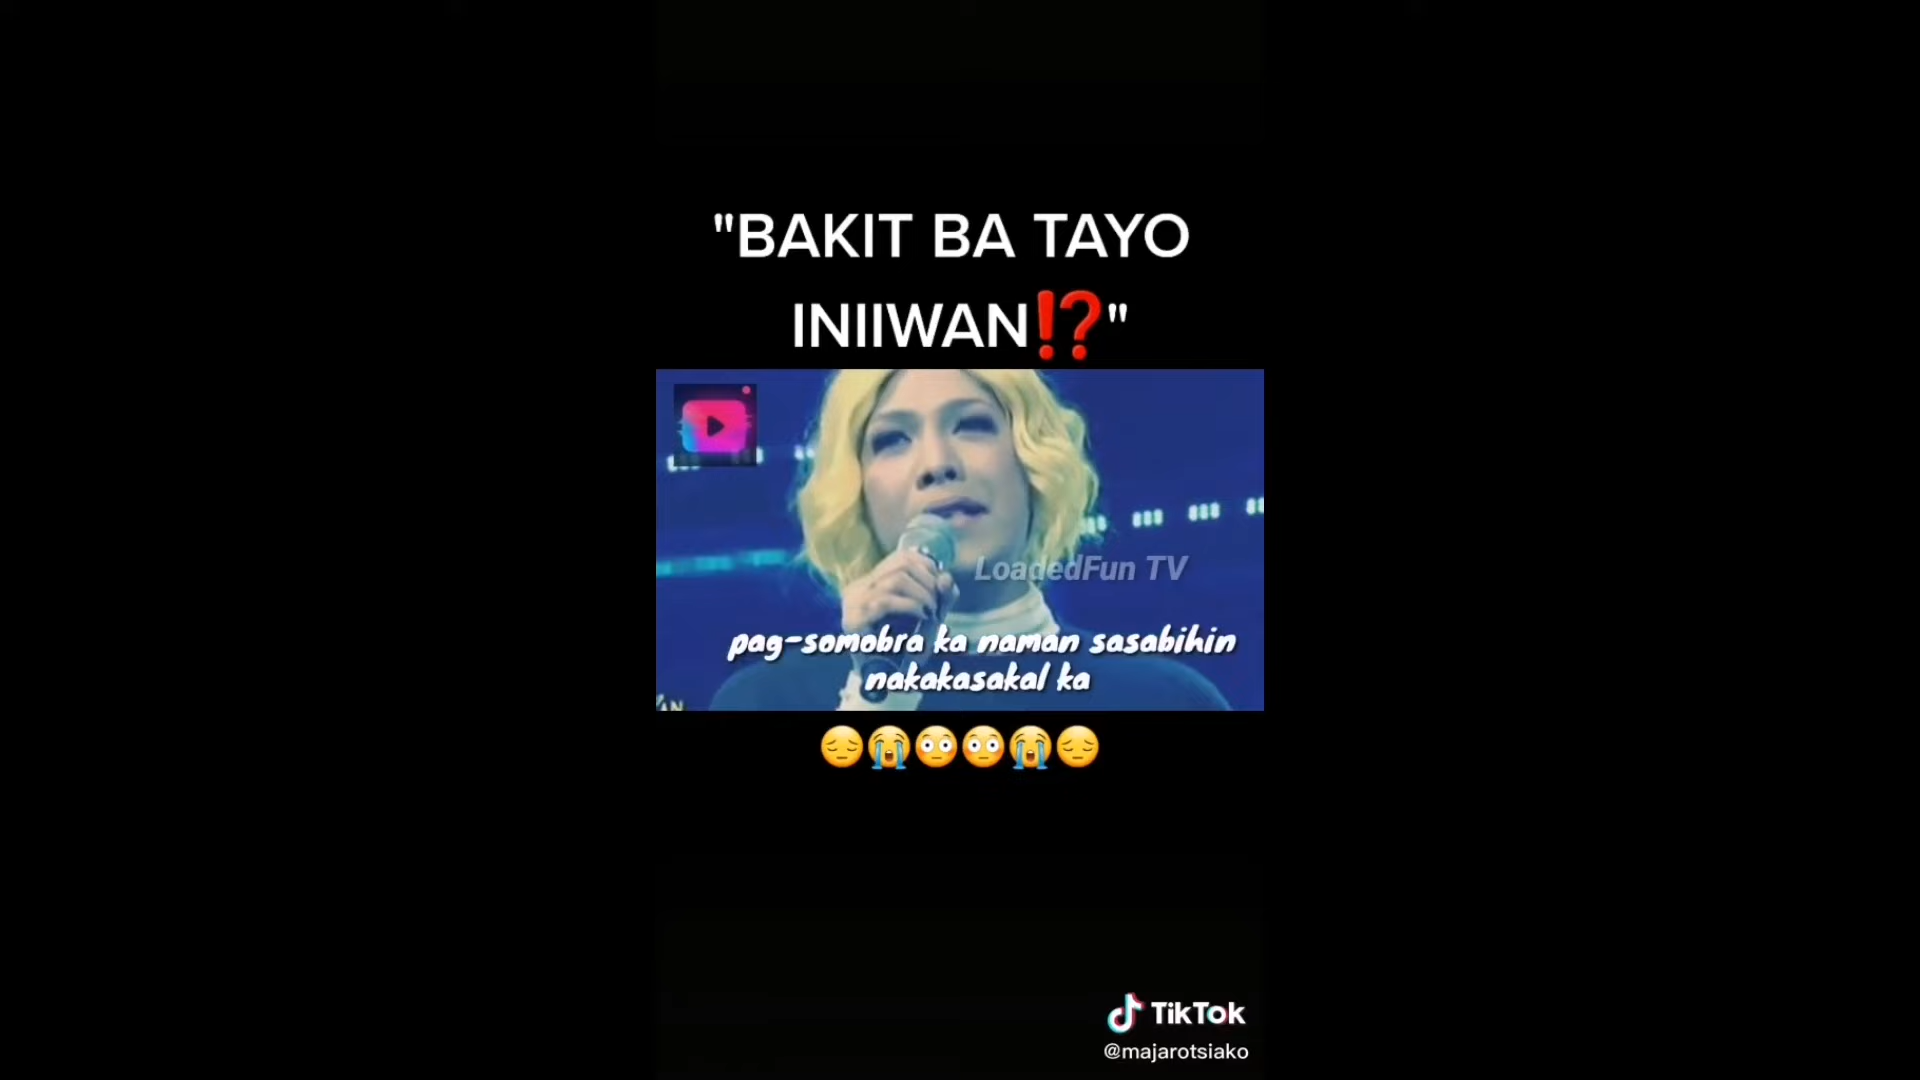 "BAKIT BA TAYO
INIIWAN⁉️"
LoadedFun TV
pag-somobra ka naman sasabihin
nakakasakal ka
😔😭😳😳😭😔
TikTok
@majarotsiako